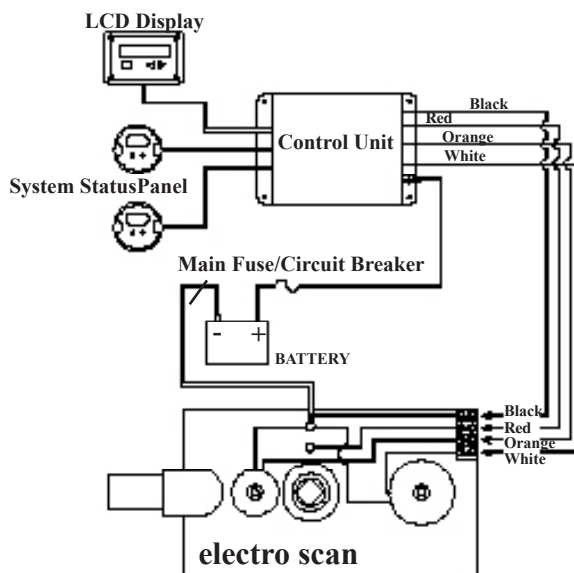 LCD Display
Black
Red
Orange
White
Control Unit
System StatusPanel
Main Fuse/Circuit Breaker
- +
BATTERY
Black
Red
Orange
White
electro scan